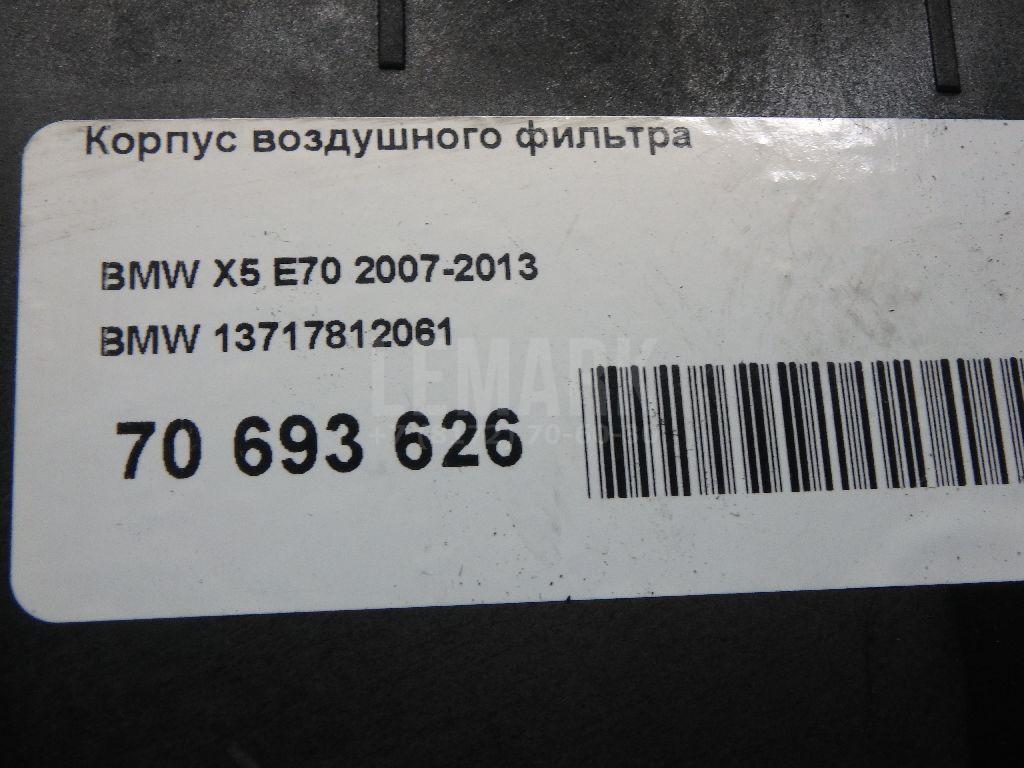 Корпус воздушного фильтра
BMW X5 E70 2007-2013
BMW 13717812061
LEMARK
70 693 626